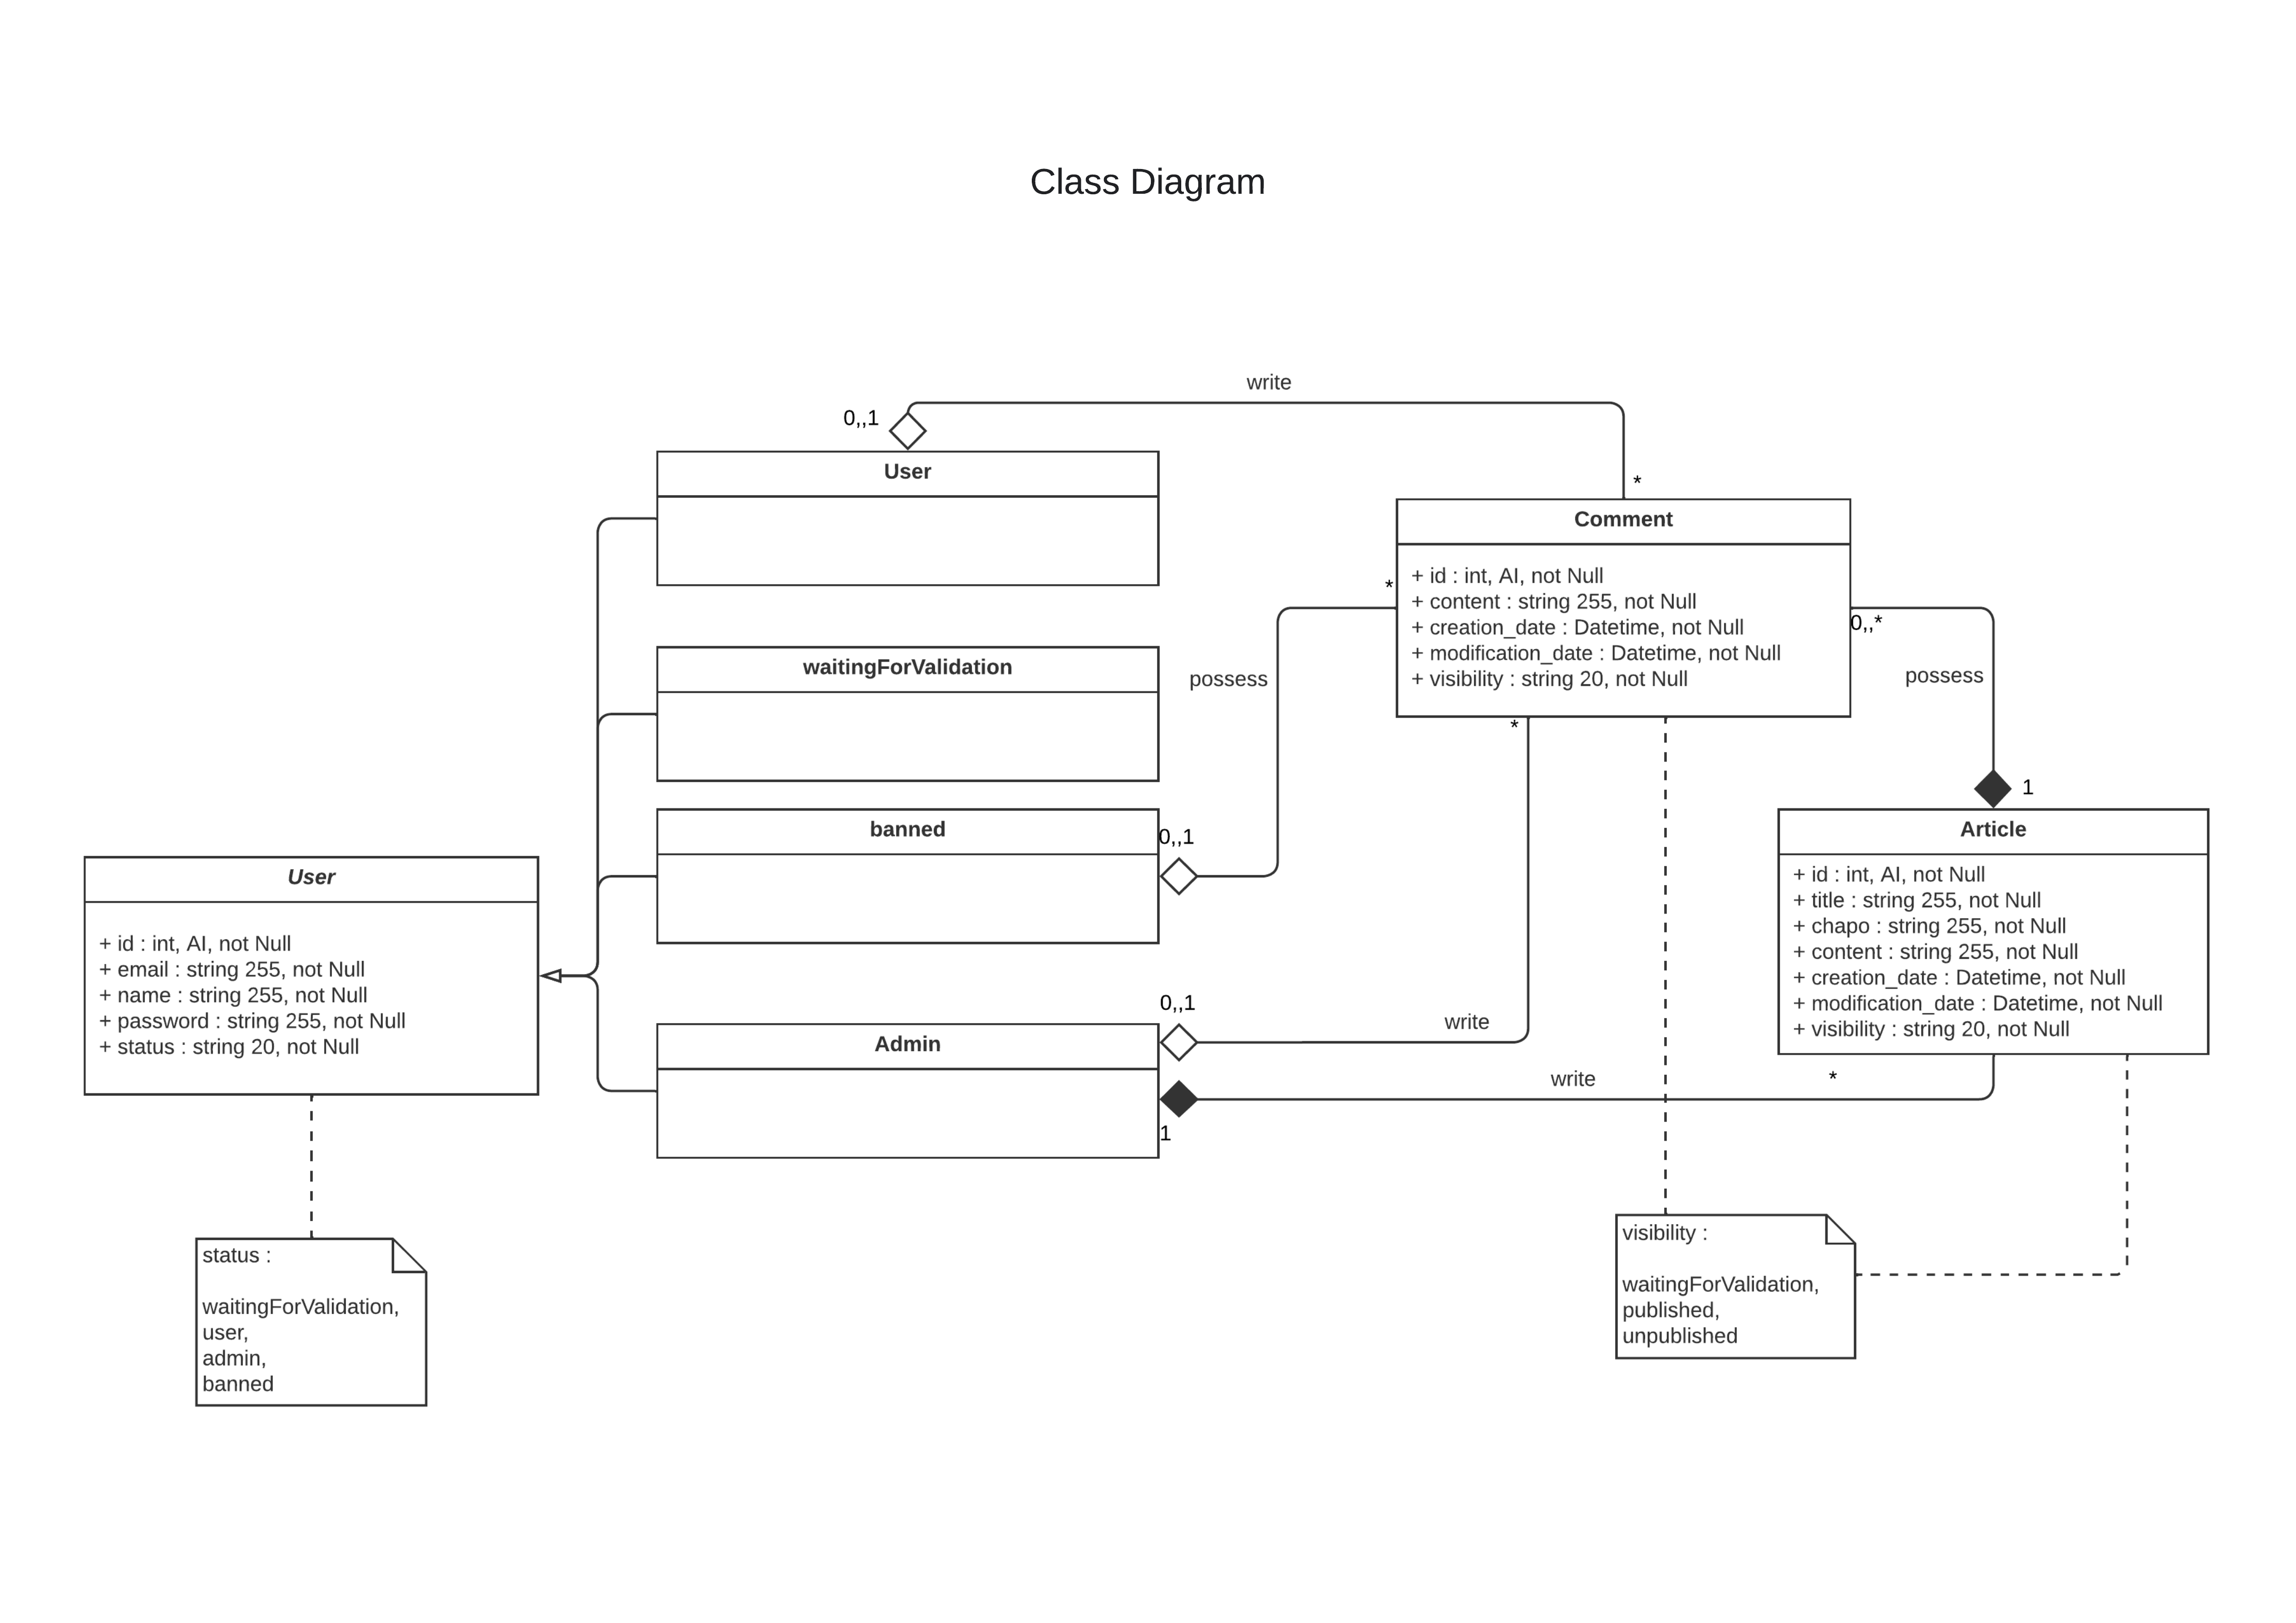 Class Diagram
write
0,,1
*
User
Comment
+ id : int, AI, not Null
+ content : string 255, not Null
+ creation_date : Datetime, not Null
+ modification_date : Datetime, not Null
+ visibility : string 20, not Null
*
0,,*
possess
possess
*
1
waitingForValidation
banned
0,,1
Article
+ id : int, AI, not Null
+ title : string 255, not Null
+ chapo : string 255, not Null
+ content : string 255, not Null
+ creation_date : Datetime, not Null
+ modification_date : Datetime, not Null
+ visibility : string 20, not Null
User
+ id : int, AI, not Null
+ email : string 255, not Null
+ name : string 255, not Null
+ password : string 255, not Null
+ status : string 20, not Null
0,,1
write
Admin
write
*
1
status :
waitingForValidation,
user,
admin,
banned
visibility :
waitingForValidation,
published,
unpublished